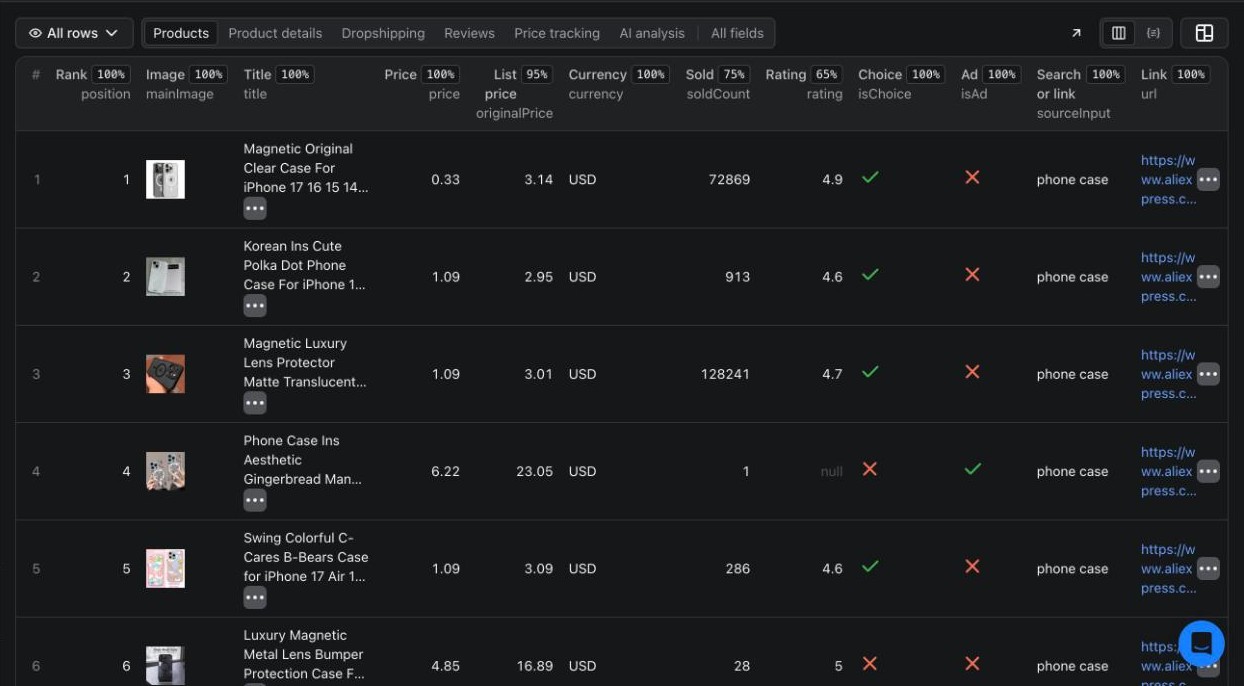 All rows
Products Product details Dropshipping Reviews Price tracking AI analysis All fields
# Rank 100% Image 100% Title 100% Price 100% List 95% Currency 100% Sold 75% Rating 65% Choice 100% Ad 100% Search 100% Link 100%
position mainImage title price price currency soldCount rating isChoice isAd or link url
originalPrice sourceInput
Magnetic Original
Clear Case For
iPhone 17 16 15 14...
1 1 0.33 3.14 USD 72869 4.9 phone case
https://w
ww.aliex
press.c...
Korean Ins Cute
Polka Dot Phone
Case For iPhone 1...
2 2 1.09 2.95 USD 913 4.6 phone case
https://w
ww.aliex
press.c...
Magnetic Luxury
Lens Protector
Matte Translucent...
3 3 1.09 3.01 USD 128241 4.7 phone case
https://w
ww.aliex
press.c...
Phone Case Ins
Aesthetic
Gingerbread Man...
4 4 6.22 23.05 USD 1 null phone case
https://w
ww.aliex
press.c...
Swing Colorful C-
Cares B-Bears Case
for iPhone 17 Air 1...
5 5 1.09 3.09 USD 286 4.6 phone case
https://w
ww.aliex
press.c...
Luxury Magnetic
Metal Lens Bumper
Protection Case F...
6 6 4.85 16.89 USD 28 5 phone case
https:/
ww.aliex